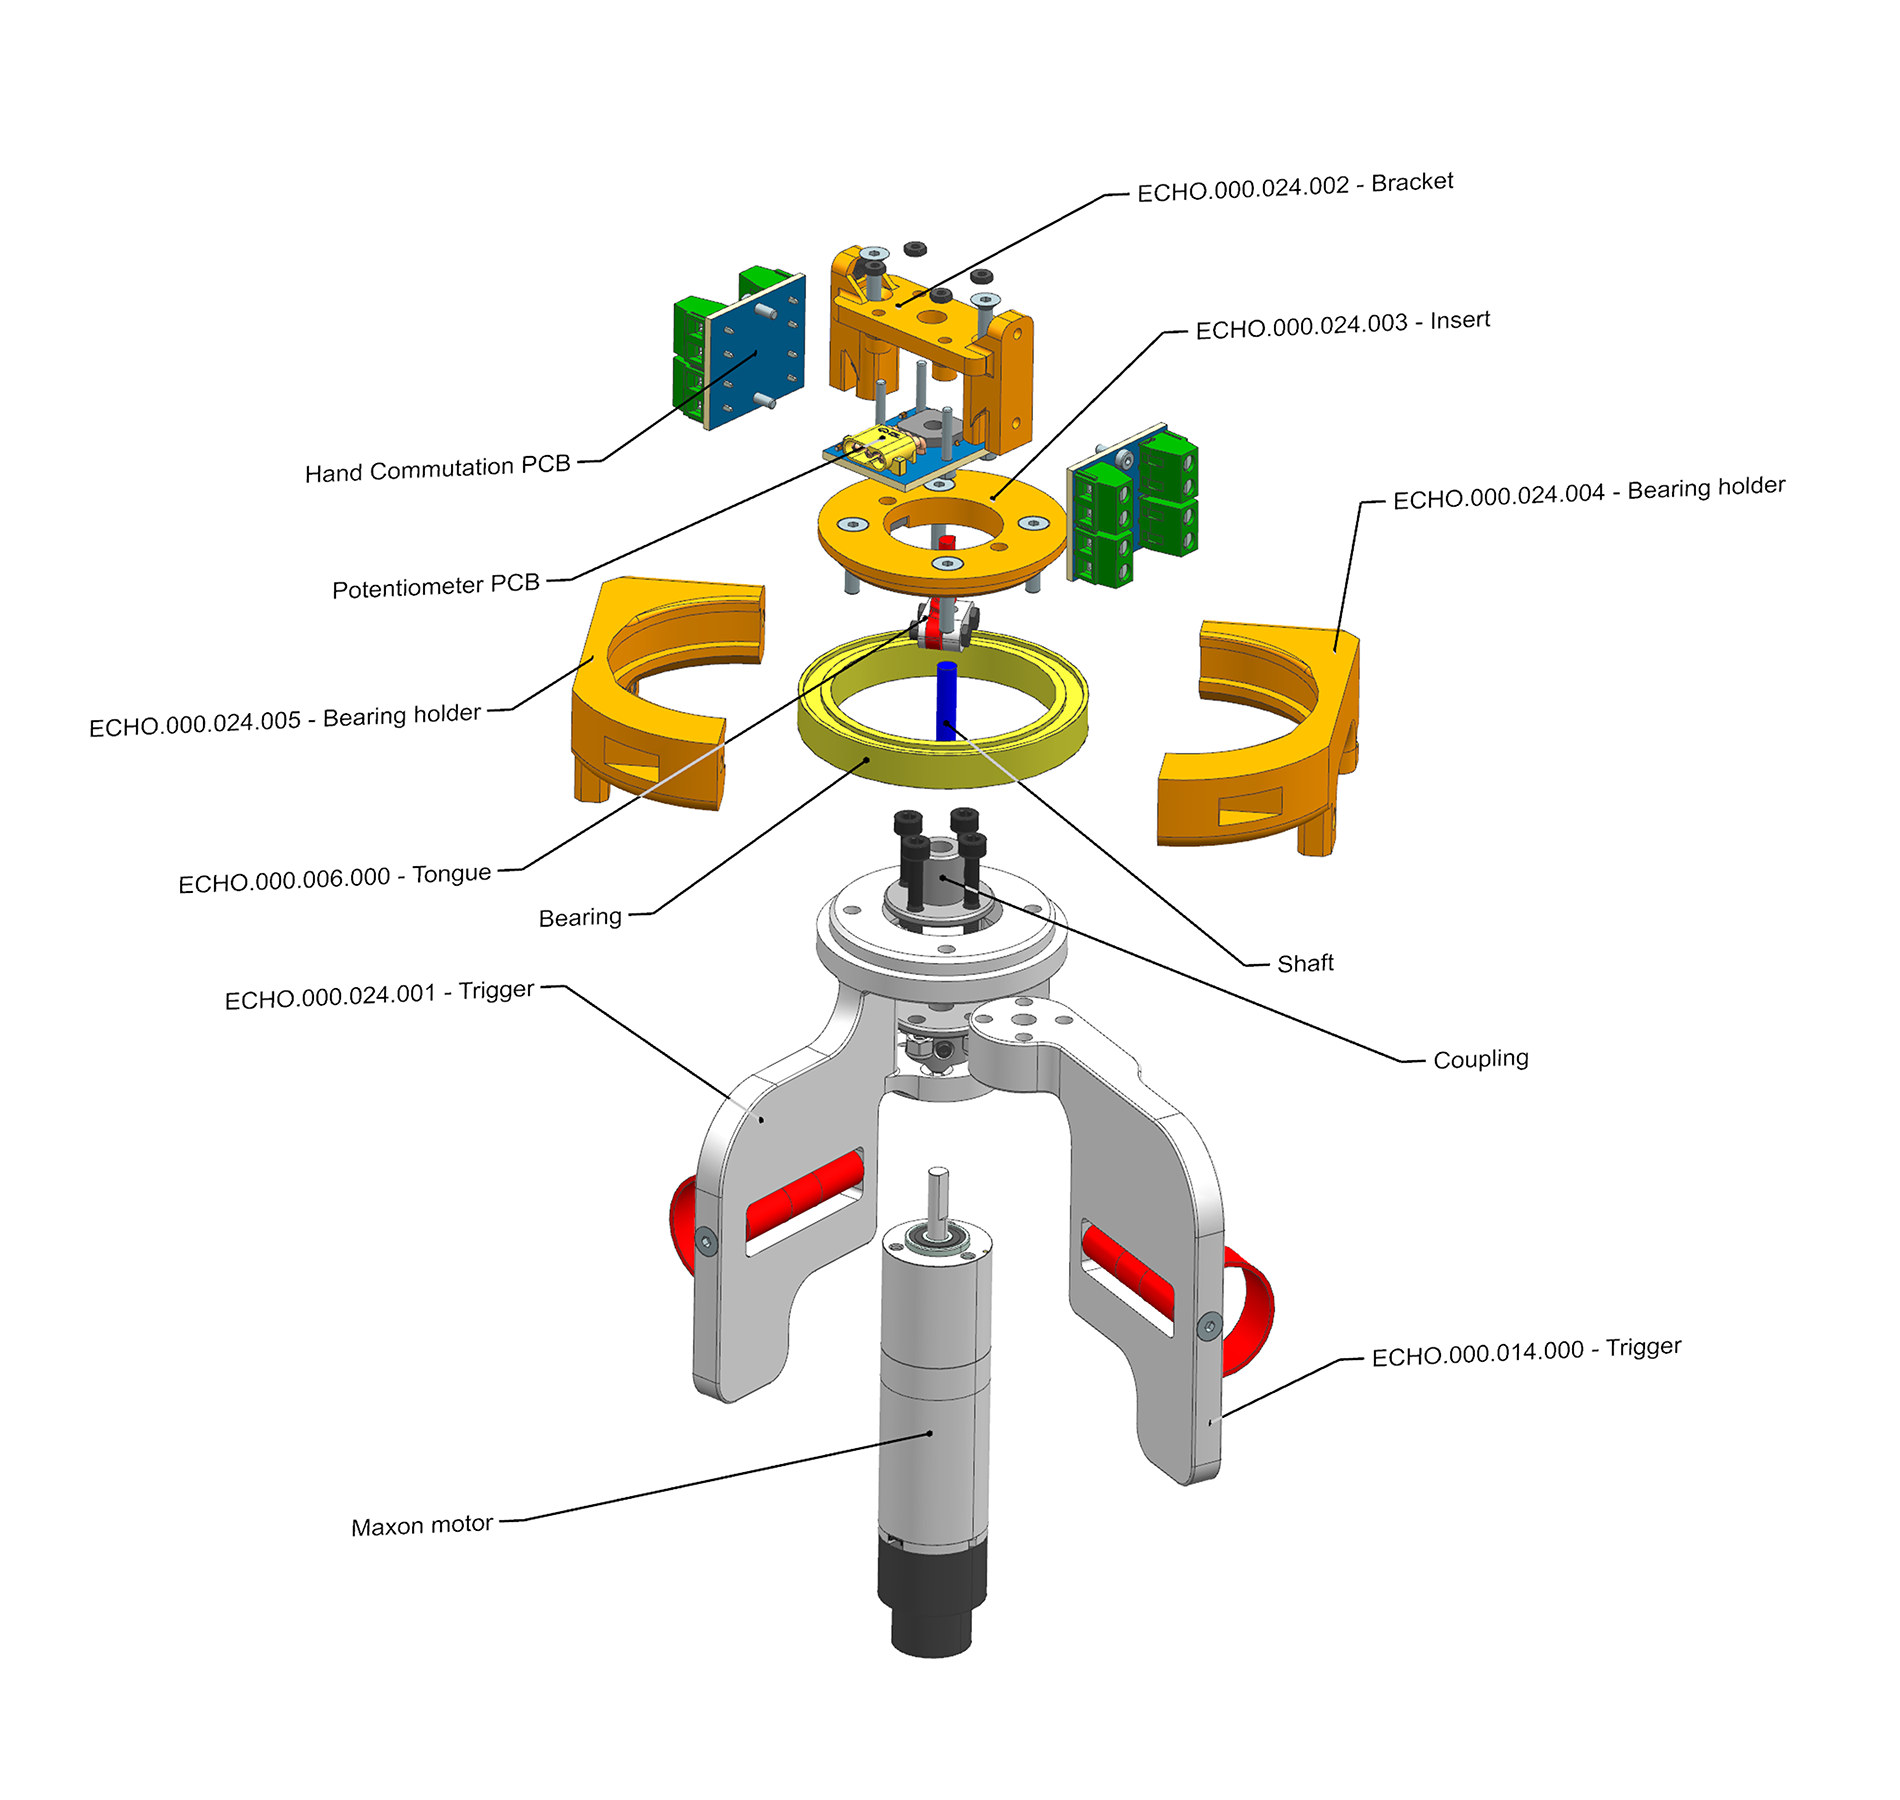 ECHO.000.024.002 - Bracket
ECHO.000.024.003 - Insert
Hand Commutation PCB
ECHO.000.024.004 - Bearing holder
Potentiometer PCB
ECHO.000.024.005 - Bearing holder
ECHO.000.006.000 - Tongue
Bearing
Shaft
ECHO.000.024.001 - Trigger
Coupling
ECHO.000.014.000 - Trigger
Maxon motor